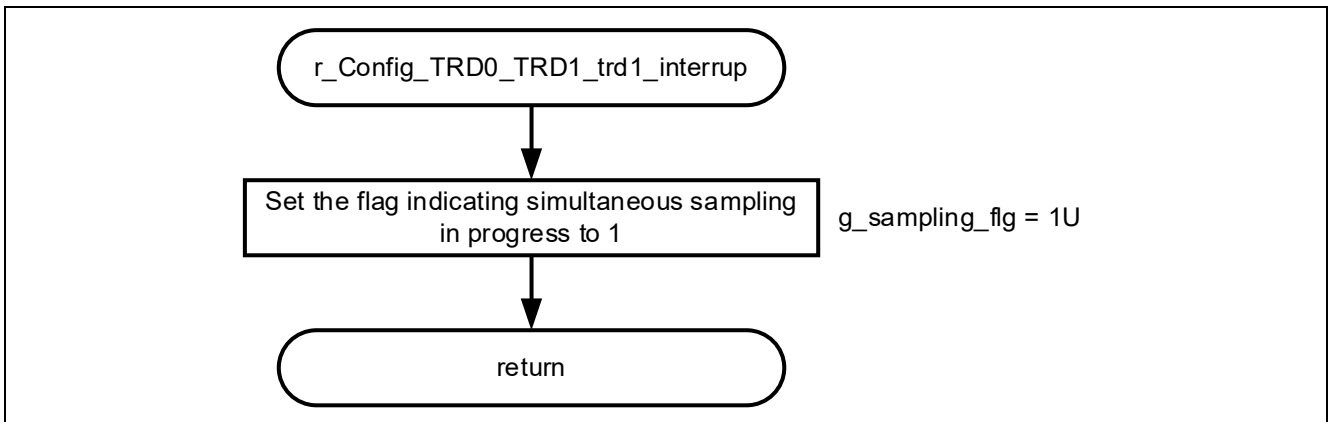 r_Config_TRD0_TRD1_trd1_interrup
Set the flag indicating simultaneous sampling
in progress to 1
g_sampling_flg = 1U
return